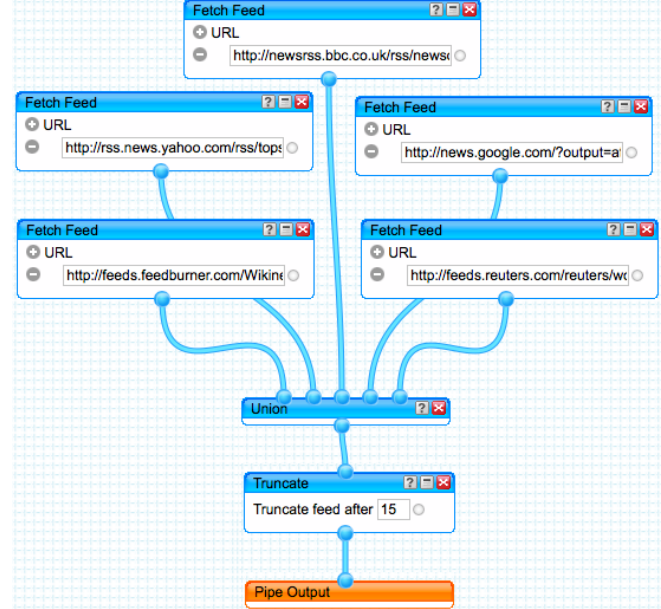 Fetch Feed
URL
http://newsrss.bbc.co.uk/rss/newso
Fetch Feed
URL
http://rss.news.yahoo.com/rss/tops
Fetch Feed
URL
http://news.google.com/?output=at
Fetch Feed
URL
http://feeds.feedburner.com/Wikine
Fetch Feed
URL
http://feeds.reuters.com/reuters/wo
Union
Truncate
Truncate feed after 15
Pipe Output